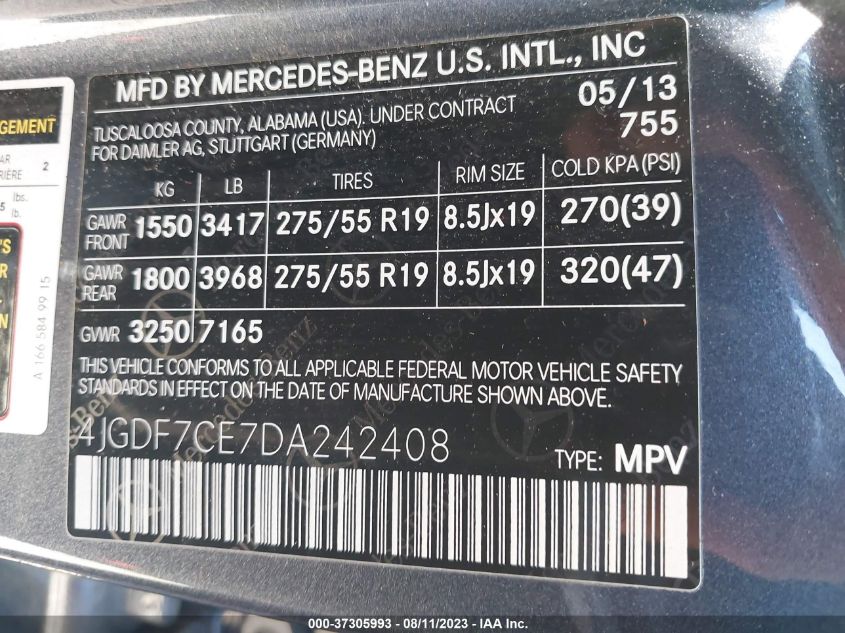 MFD BY MERCEDES-BENZ U.S. INTL., INC
TUSCALOOSA COUNTY, ALABAMA (USA). UNDER CONTRACT
FOR DAIMLER AG, STUTTGART (GERMANY)
05/13
755
KG LB TIRES RIM SIZE COLD KPA (PSI)
GAWR FRONT 1550 3417 275/55 R19 8.5Jx19 270(39)
GAWR REAR 1800 3968 275/55 R19 8.5Jx19 320(47)
GVWR 3250 7165
THIS VEHICLE CONFORMS TO ALL APPLICABLE FEDERAL MOTOR VEHICLE SAFETY
STANDARDS IN EFFECT ON THE DATE OF MANUFACTURE SHOWN ABOVE.
4JGDF7CE7DA242408
TYPE: MPV
A 166 584 99 15
2
lbs.
lb.
000-37305993 - 08/11/2023 - IAA Inc.